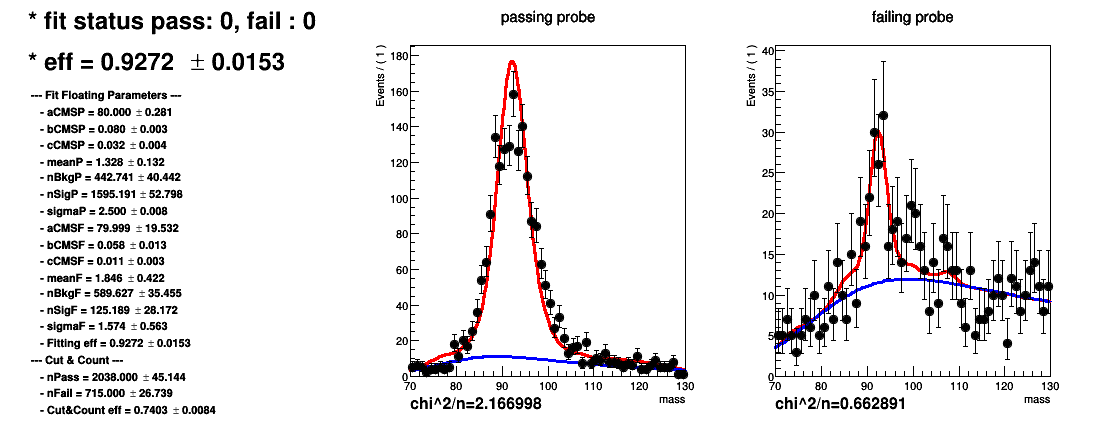 * fit status pass: 0, fail : 0
* eff = 0.9272 ± 0.0153
--- Fit Floating Parameters ---
- aCMSP = 80.000 ± 0.281
- bCMSP = 0.080 ± 0.003
- cCMSP = 0.032 ± 0.004
- meanP = 1.328 ± 0.132
- nBkgP = 442.741 ± 40.442
- nSigP = 1595.191 ± 52.798
- sigmaP = 2.500 ± 0.008
- aCMSF = 79.999 ± 19.532
- bCMSF = 0.058 ± 0.013
- cCMSF = 0.011 ± 0.003
- meanF = 1.846 ± 0.422
- nBkgF = 589.627 ± 35.455
- nSigF = 125.189 ± 28.172
- sigmaF = 1.574 ± 0.563
- Fitting eff = 0.9272 ± 0.0153
--- Cut & Count ---
- nPass = 2038.000 ± 45.144
- nFail = 715.000 ± 26.739
- Cut&Count eff = 0.7403 ± 0.0084
passing probe
Events / ( 1 )
180
160
140
120
100
80
60
40
20
0
70 80 90 100 110 120 130
mass
chi^2/n=2.166998
failing probe
Events / ( 1 )
40
35
30
25
20
15
10
5
0
70 80 90 100 110 120 130
mass
chi^2/n=0.662891